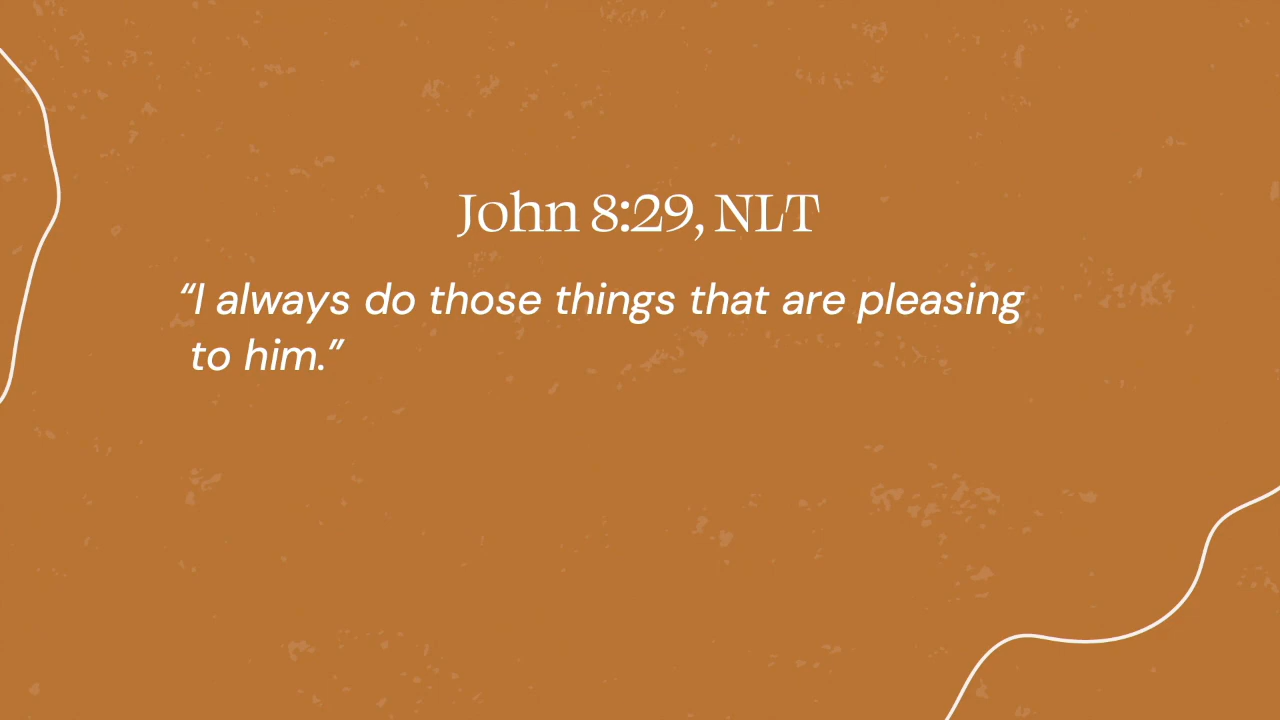 John 8:29, NLT
“I always do those things that are pleasing
to him.”